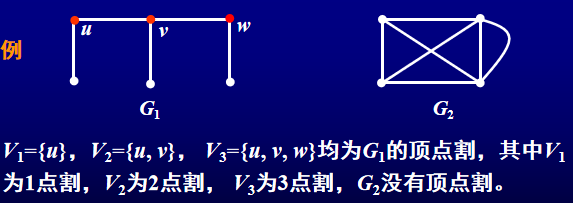 u v w
例
G₁ G₂
V₁={u}，V₂={u, v}， V₃={u, v, w}均为G₁的顶点割，其中V₁
为1点割，V₂为2点割， V₃为3点割，G₂没有顶点割。